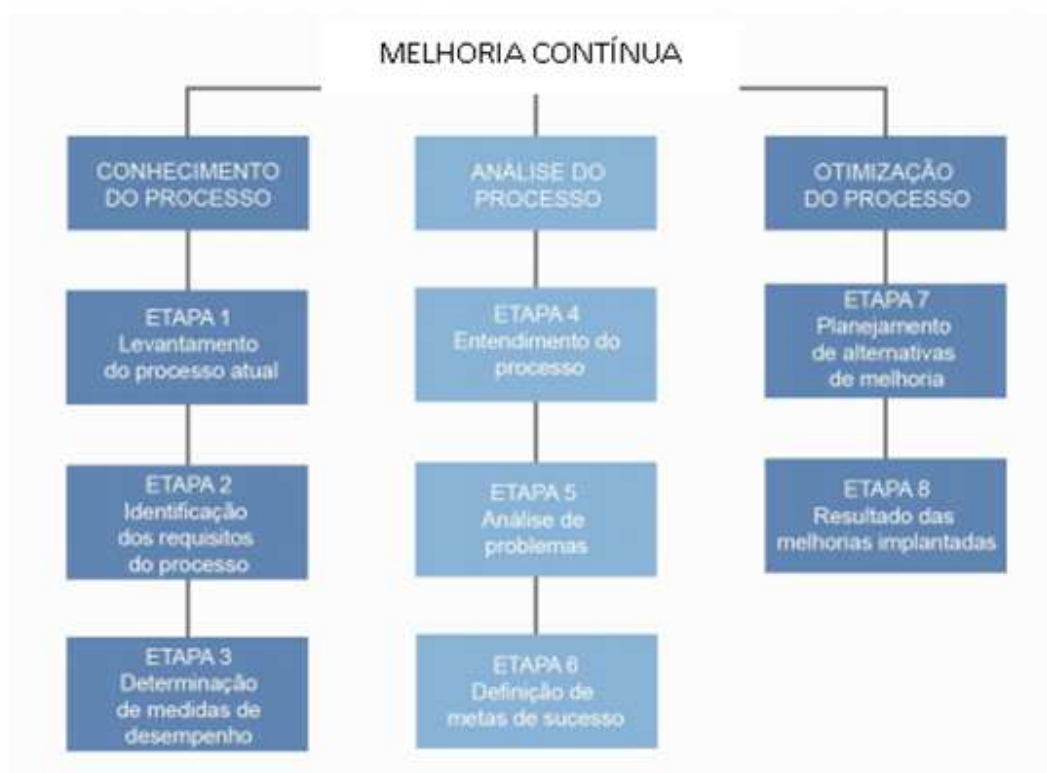 MELHORIA CONTÍNUA
CONHECIMENTO
DO PROCESSO
ETAPA 1
Levantamento
do processo atual
ETAPA 2
Identificação
dos requisitos
do processo
ETAPA 3
Determinação
de medidas de
desempenho
ANÁLISE DO
PROCESSO
ETAPA 4
Entendimento do
processo
ETAPA 5
Análise de
problemas
ETAPA 6
Definição de
metas de sucesso
OTIMIZAÇÃO
DO PROCESSO
ETAPA 7
Planejamento
de alternativas
de melhoria
ETAPA 8
Resultado das
melhorias implantadas